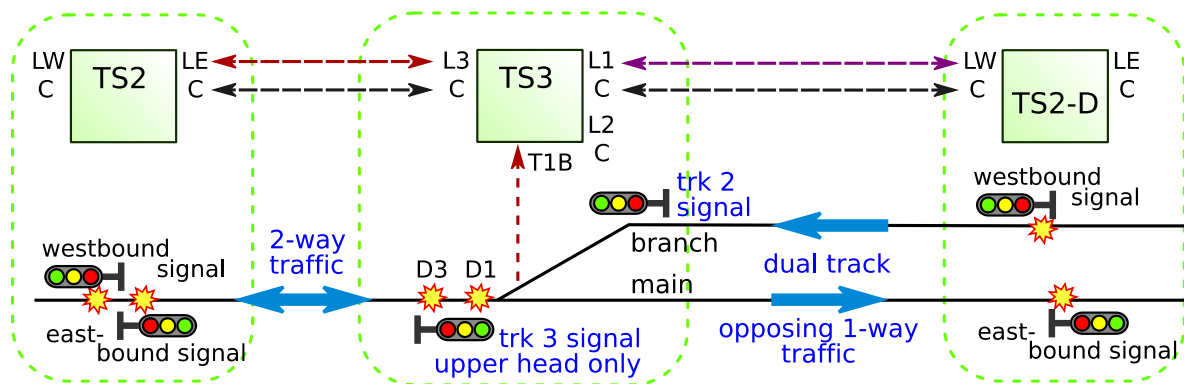 LW
C
TS2
LE
C
L3
C
TS3
L1
C
L2
C
T1B
LW
C
TS2-D
LE
C
westbound
signal
east-
bound signal
2-way
traffic
D3 D1
trk 3 signal
upper head only
trk 2
signal
branch
main
dual track
opposing 1-way
traffic
westbound
signal
east-
bound signal